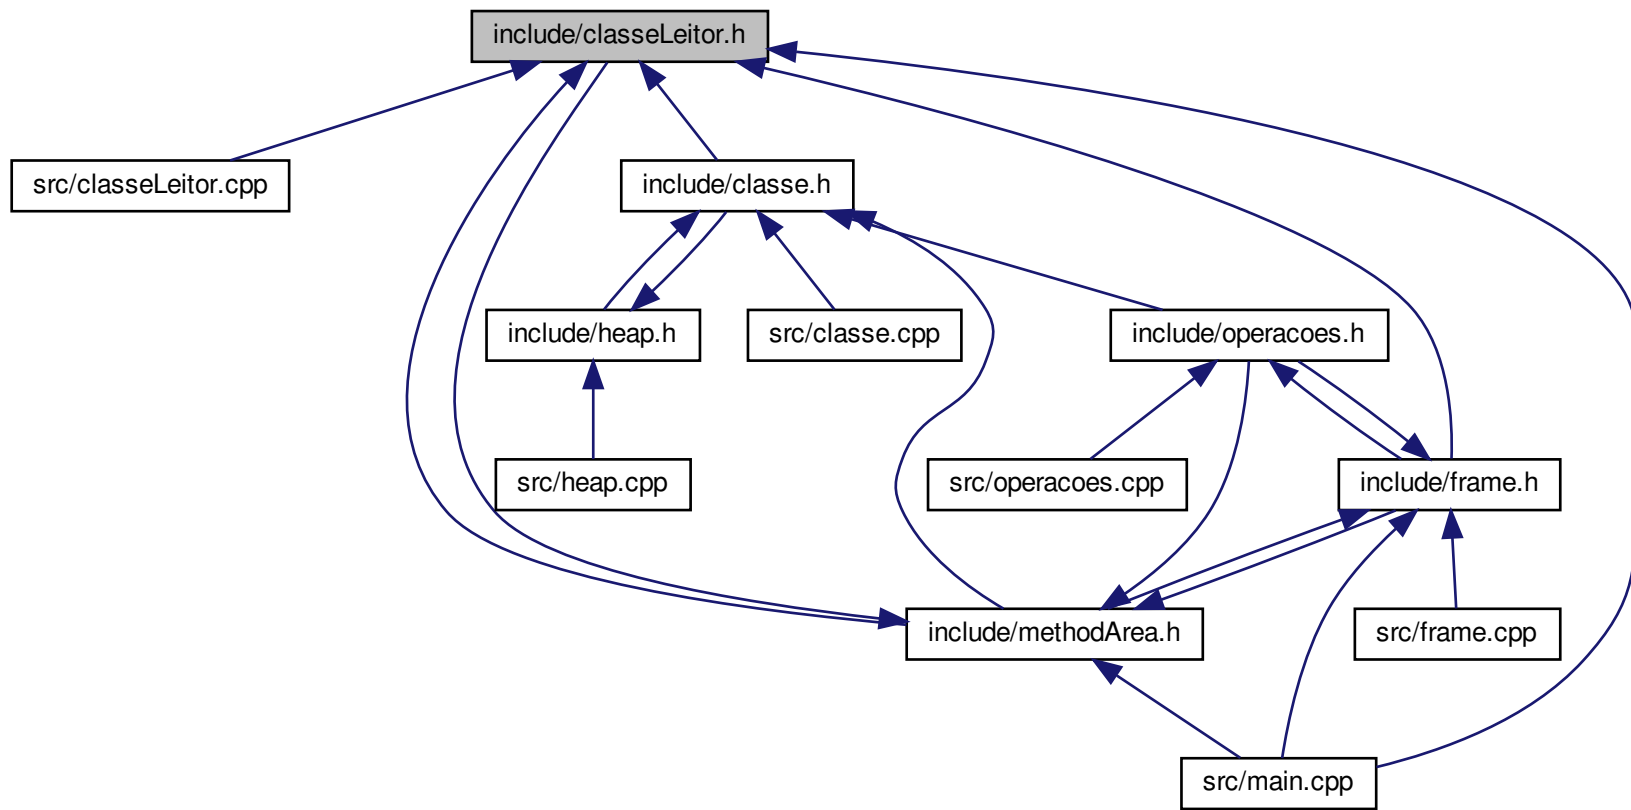 include/classeLeitor.h
src/classeLeitor.cpp
include/classe.h
include/heap.h
src/classe.cpp
include/operacoes.h
src/heap.cpp
src/operacoes.cpp
include/frame.h
include/methodArea.h
src/frame.cpp
src/main.cpp